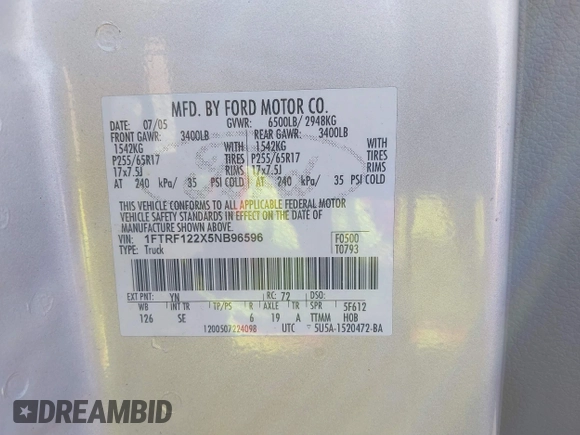 MFD. BY FORD MOTOR CO.
DATE: 07/05 GVWR: 6500LB/ 2948KG
FRONT GAWR: 3400LB REAR GAWR: 3400LB
1542KG WITH 1542KG WITH
P255/65R17 TIRES P255/65R17 TIRES
17x7.5J RIMS 17x7.5J RIMS
AT 240 kPa/ 35 PSI COLD AT 240 kPa/ 35 PSI COLD
THIS VEHICLE CONFORMS TO ALL APPLICABLE FEDERAL MOTOR
VEHICLE SAFETY STANDARDS IN EFFECT ON THE DATE OF
MANUFACTURE SHOWN ABOVE.
VIN: 1FTRF122X5NB96596 F0500
TYPE: Truck T0793
EXT PNT: YN RC: 72 DSO:
WB INT TR TP/PS R AXLE TR SPR 5F612
126 SE 6 19 A TTMM HOB
120050722409B UTC 5U5A-1520472-BA
Ford
DREAMBID